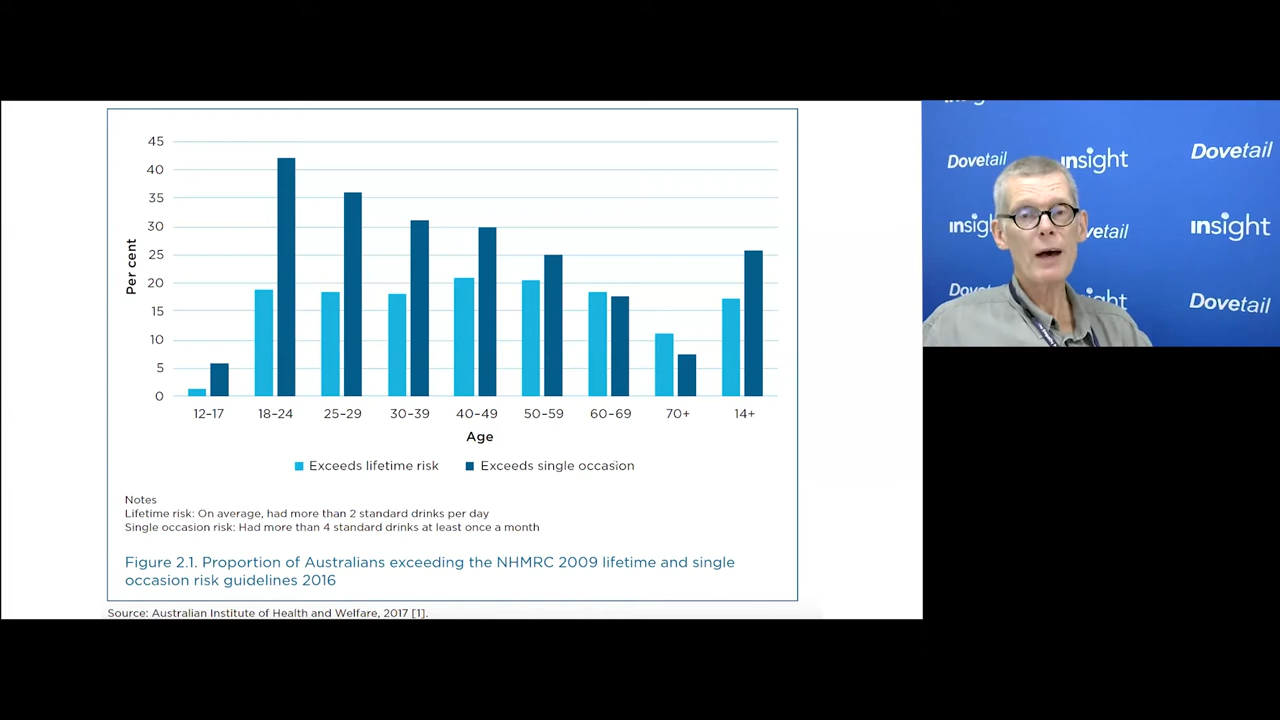 45
40
35
30
25
20
15
10
5
0
Per cent
12–17 18–24 25–29 30–39 40–49 50–59 60–69 70+ 14+
Age
Exceeds lifetime risk Exceeds single occasion
Notes
Lifetime risk: On average, had more than 2 standard drinks per day
Single occasion risk: Had more than 4 standard drinks at least once a month
Figure 2.1. Proportion of Australians exceeding the NHMRC 2009 lifetime and single
occasion risk guidelines 2016
Source: Australian Institute of Health and Welfare, 2017 [1].
Dovetail insight Dovetail
insight Dovetail insight
Dovetail insight Dovetail